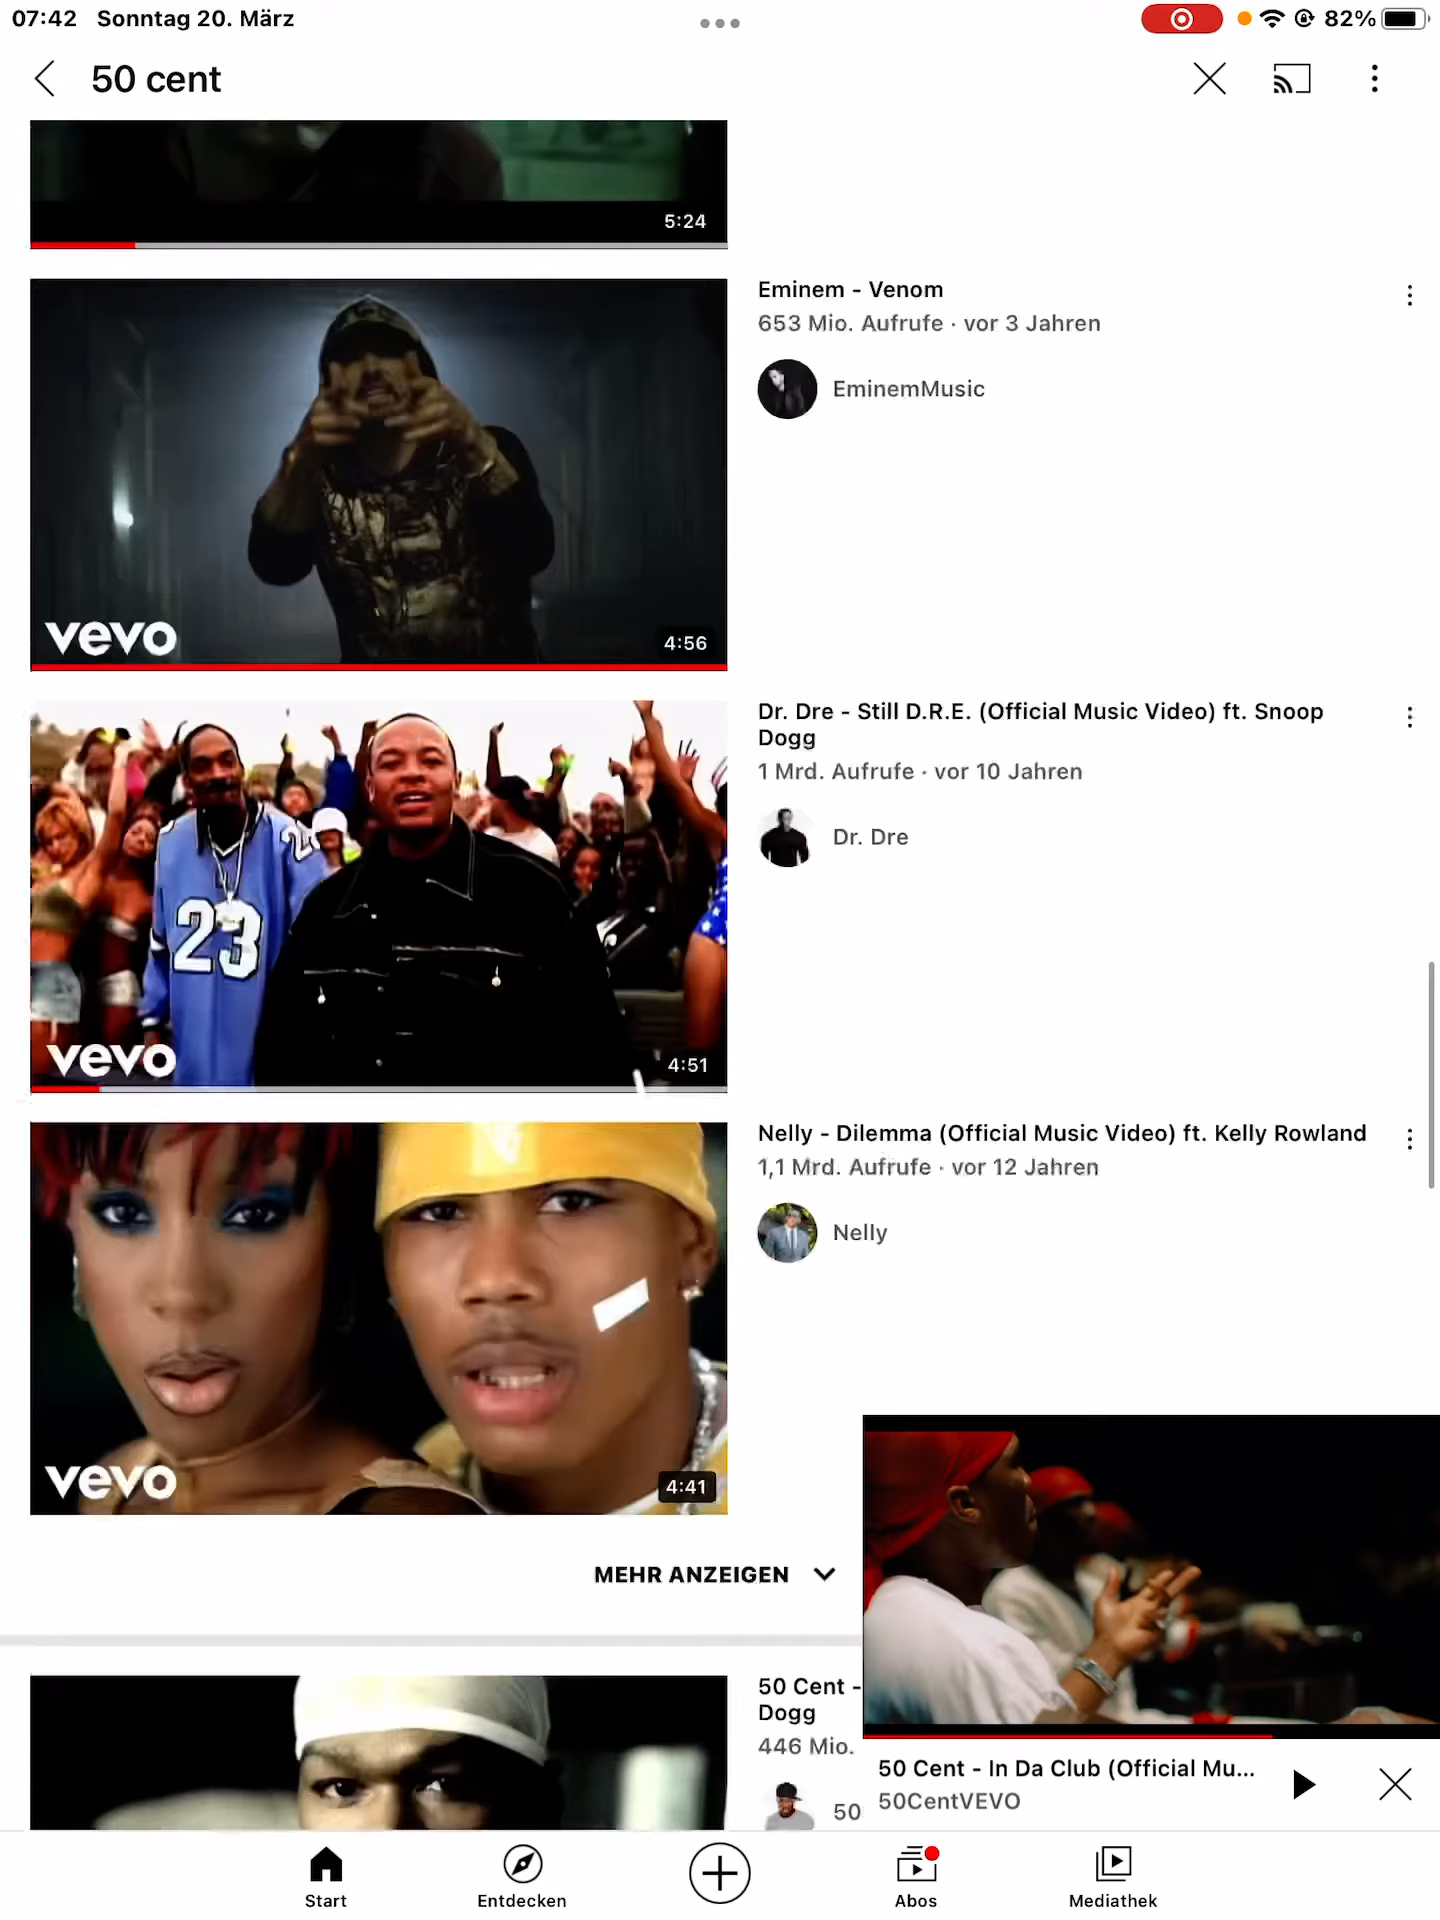 07:42 Sonntag 20. März
82%
50 cent
5:24
Eminem - Venom
653 Mio. Aufrufe · vor 3 Jahren
EminemMusic
vevo
4:56
Dr. Dre - Still D.R.E. (Official Music Video) ft. Snoop
Dogg
1 Mrd. Aufrufe · vor 10 Jahren
Dr. Dre
23
vevo
4:51
Nelly - Dilemma (Official Music Video) ft. Kelly Rowland
1,1 Mrd. Aufrufe · vor 12 Jahren
Nelly
vevo
4:41
MEHR ANZEIGEN
50 Cent -
Dogg
446 Mio.
50
50 Cent - In Da Club (Official Mu...
50CentVEVO
Start
Entdecken
Abos
Mediathek